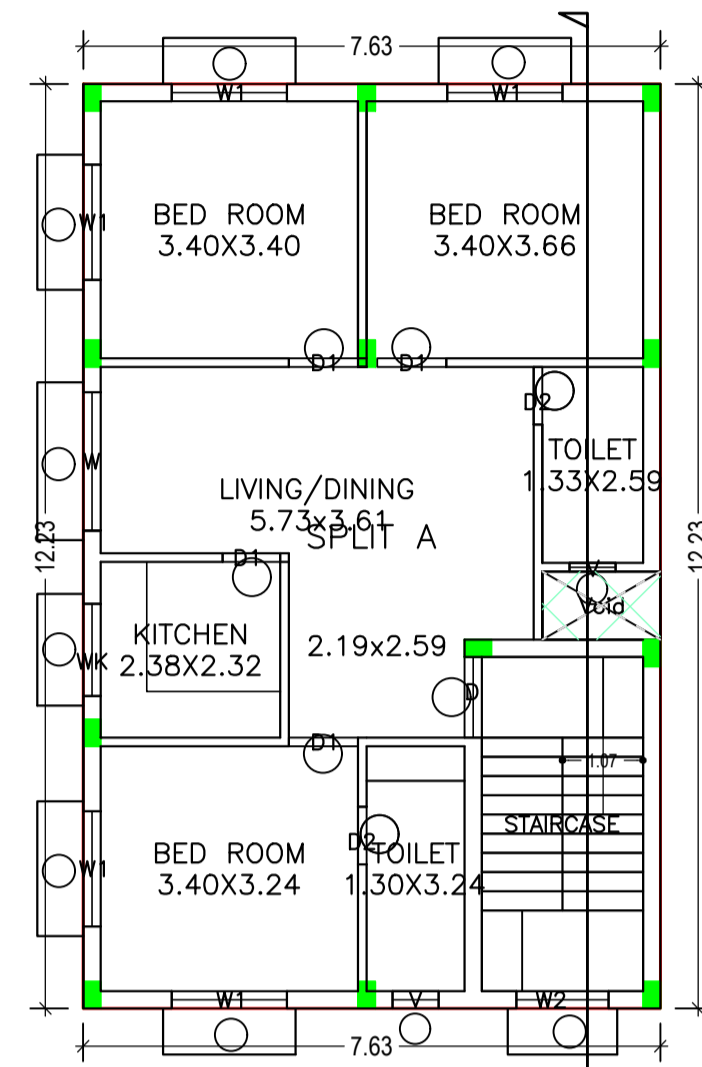 7.63
W1
W1
W1
BED ROOM
3.40X3.40
BED ROOM
3.40X3.66
D1
D1
D2
W
TOILET
1.33X2.59
LIVING/DINING
5.73x3.61
SPLIT A
12.23
12.23
D1
V
Void
KITCHEN
2.38X2.32
WK
2.19x2.59
D
D1
1.07
STAIRCASE
BED ROOM
3.40X3.24
D2
TOILET
1.30X3.24
W1
W1
V
W2
7.63